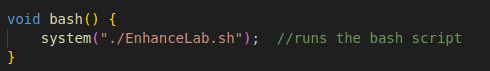 void bash() {
    system("./EnhanceLab.sh");  //runs the bash script
}